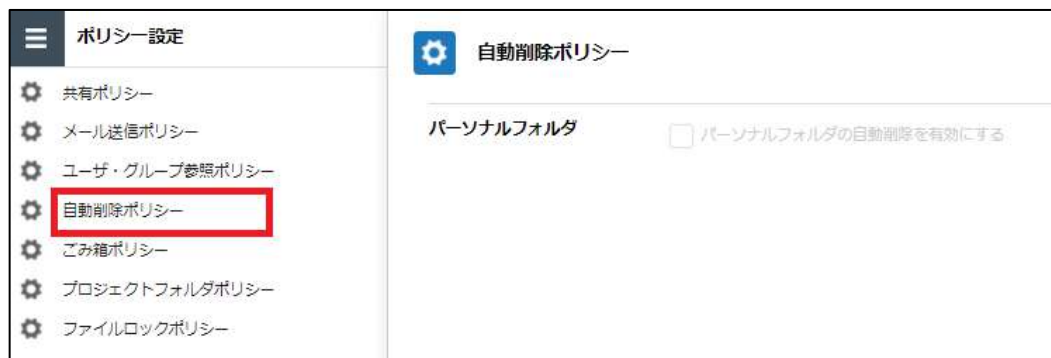 ポリシー設定
共有ポリシー
メール送信ポリシー
ユーザ・グループ参照ポリシー
自動削除ポリシー
ごみ箱ポリシー
プロジェクトフォルダポリシー
ファイルロックポリシー
自動削除ポリシー
パーソナルフォルダ
パーソナルフォルダの自動削除を有効にする